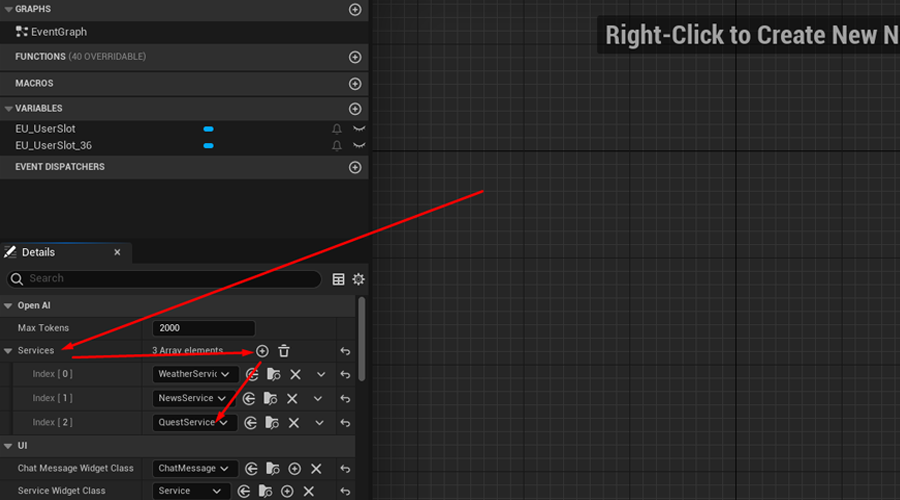 GRAPHS
Right-Click to Create New N
EventGraph
FUNCTIONS (40 OVERRIDABLE)
MACROS
VARIABLES
EU_UserSlot
EU_UserSlot_36
EVENT DISPATCHERS
Details
Search
Open AI
Max Tokens 2000
Services 3 Array elements
Index [ 0 ] WeatherServic
Index [ 1 ] NewsService
Index [ 2 ] QuestService
UI
Chat Message Widget Class ChatMessage
Service Widget Class Service